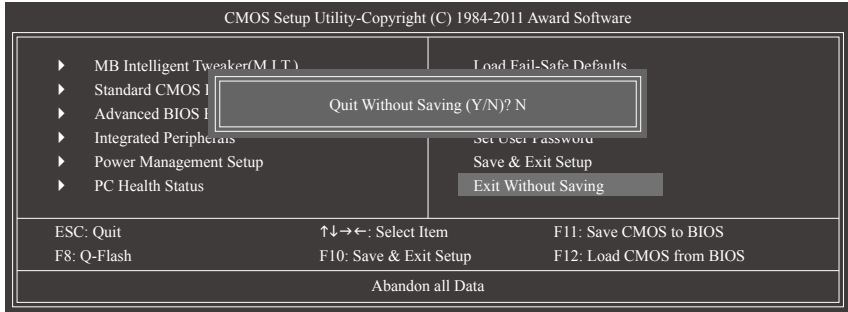 CMOS Setup Utility-Copyright (C) 1984-2011 Award Software
MB Intelligent Tweaker(M.I.T.)
Load Fail-Safe Defaults
Standard CMOS
Advanced BIOS
Quit Without Saving (Y/N)? N
Integrated Peripherals
Set User Password
Power Management Setup
Save & Exit Setup
PC Health Status
Exit Without Saving
ESC: Quit
↑↓→←: Select Item
F11: Save CMOS to BIOS
F8: Q-Flash
F10: Save & Exit Setup
F12: Load CMOS from BIOS
Abandon all Data